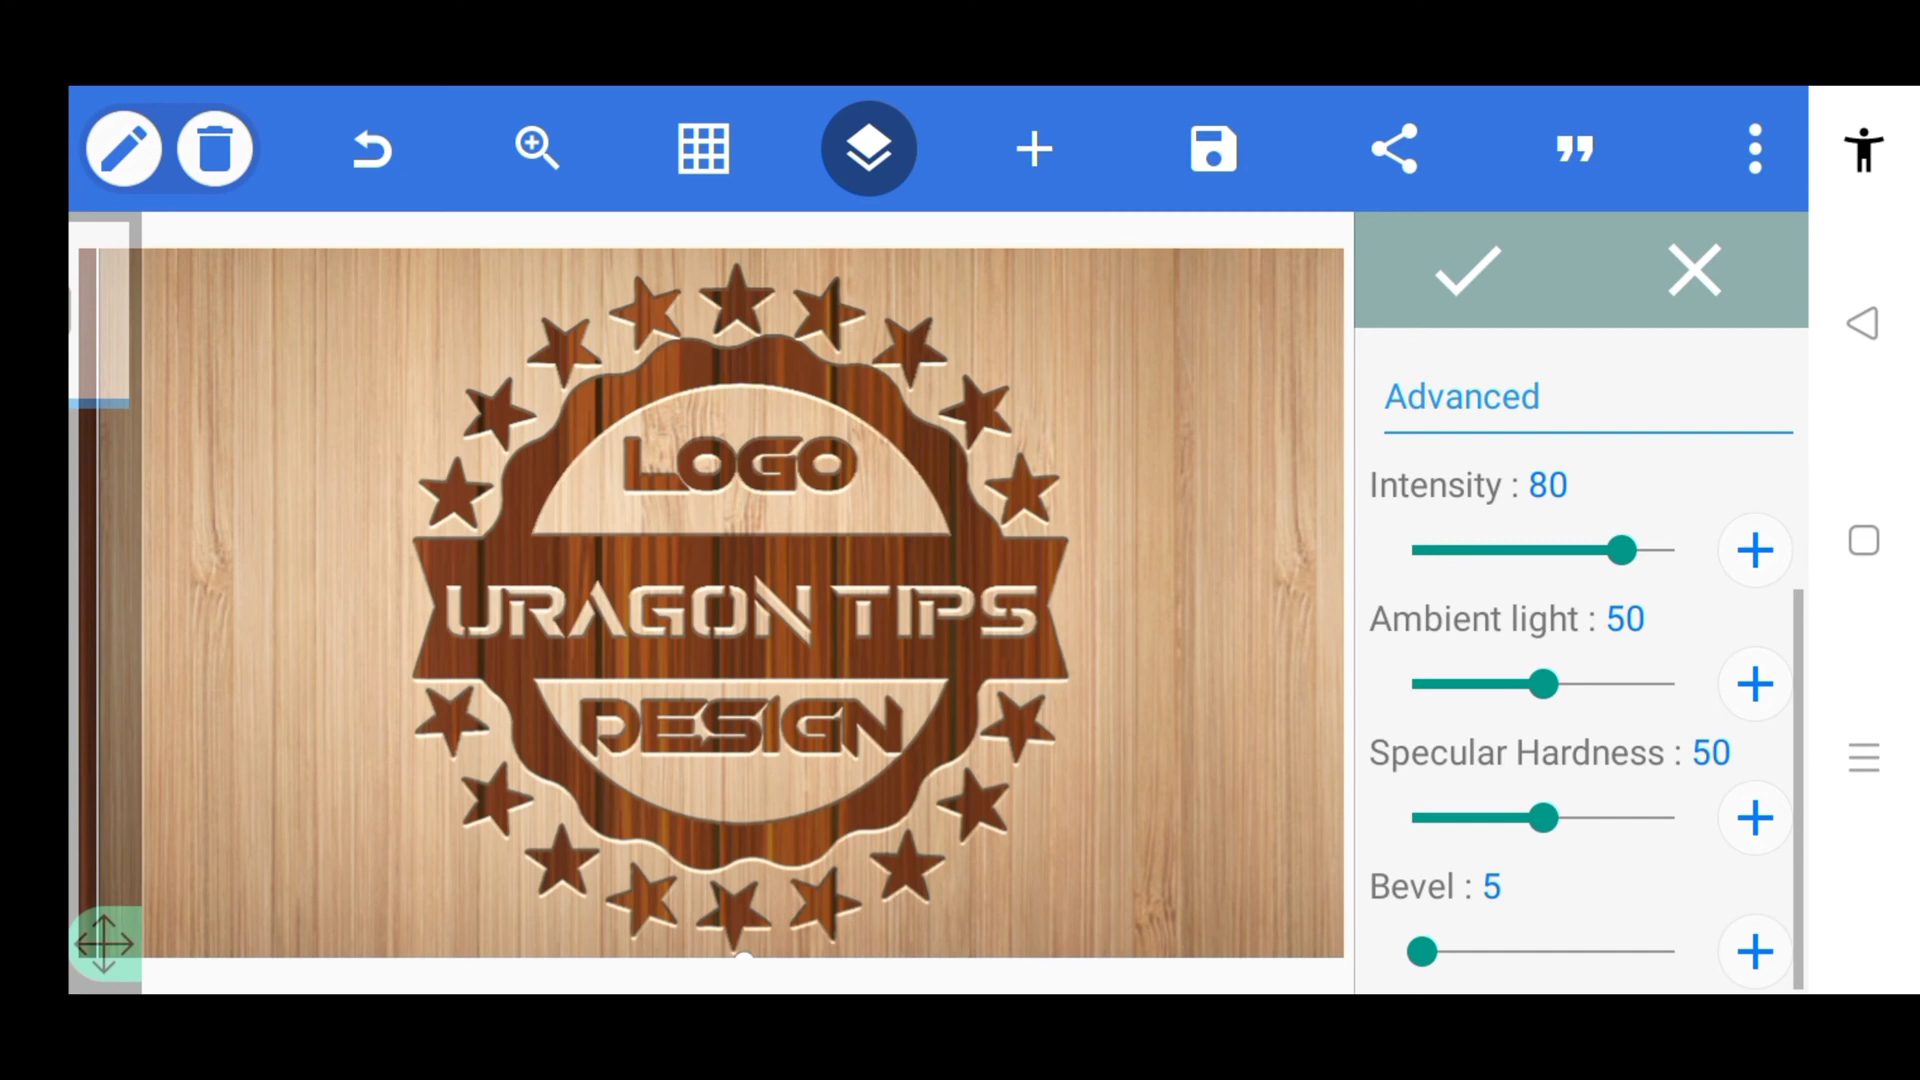 Advanced
Intensity : 80
Ambient light : 50
Specular Hardness : 50
Bevel : 5
LOGO
URAGON TIPS
DESIGN